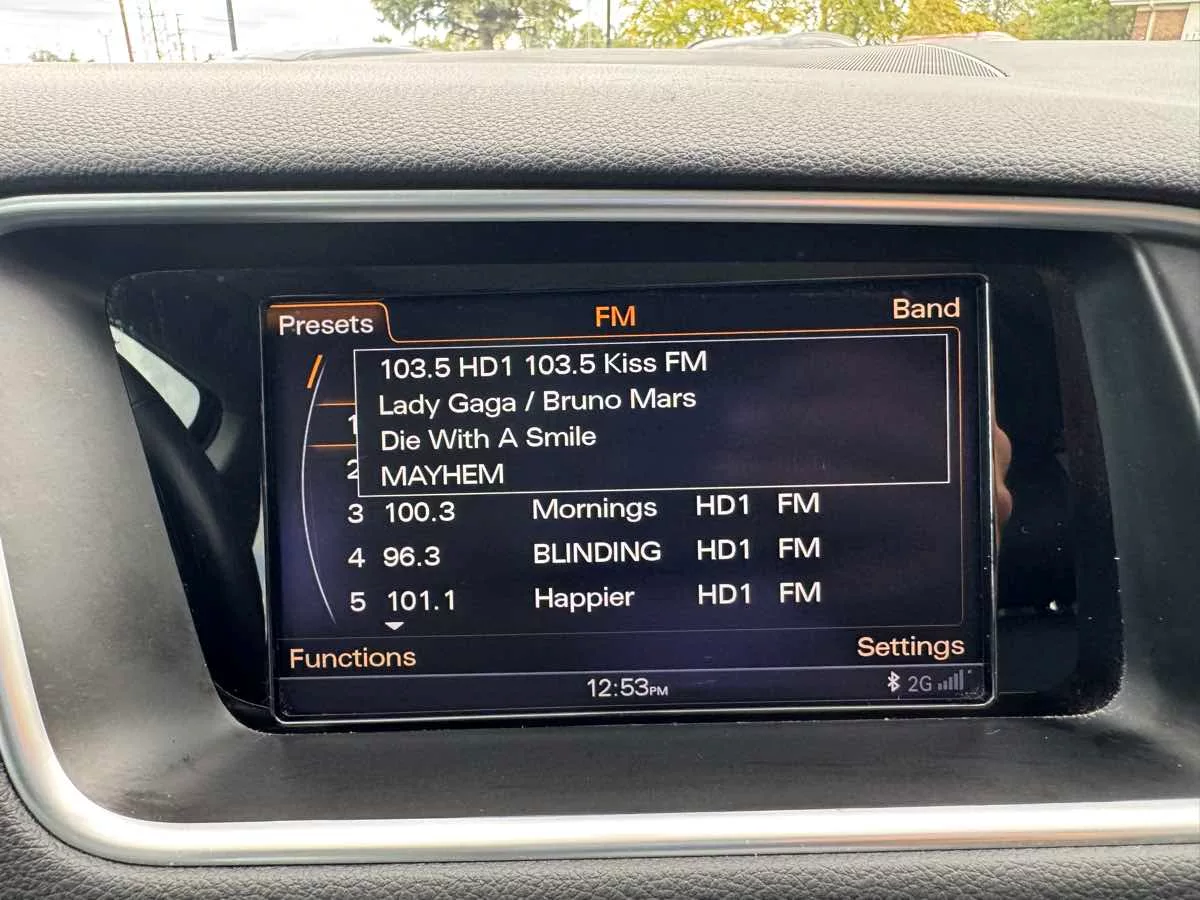 Presets FM Band
103.5 HD1 103.5 Kiss FM
Lady Gaga / Bruno Mars
Die With A Smile
MAYHEM
1
2
3 100.3 Mornings HD1 FM
4 96.3 BLINDING HD1 FM
5 101.1 Happier HD1 FM
Functions Settings
12:53PM 2G